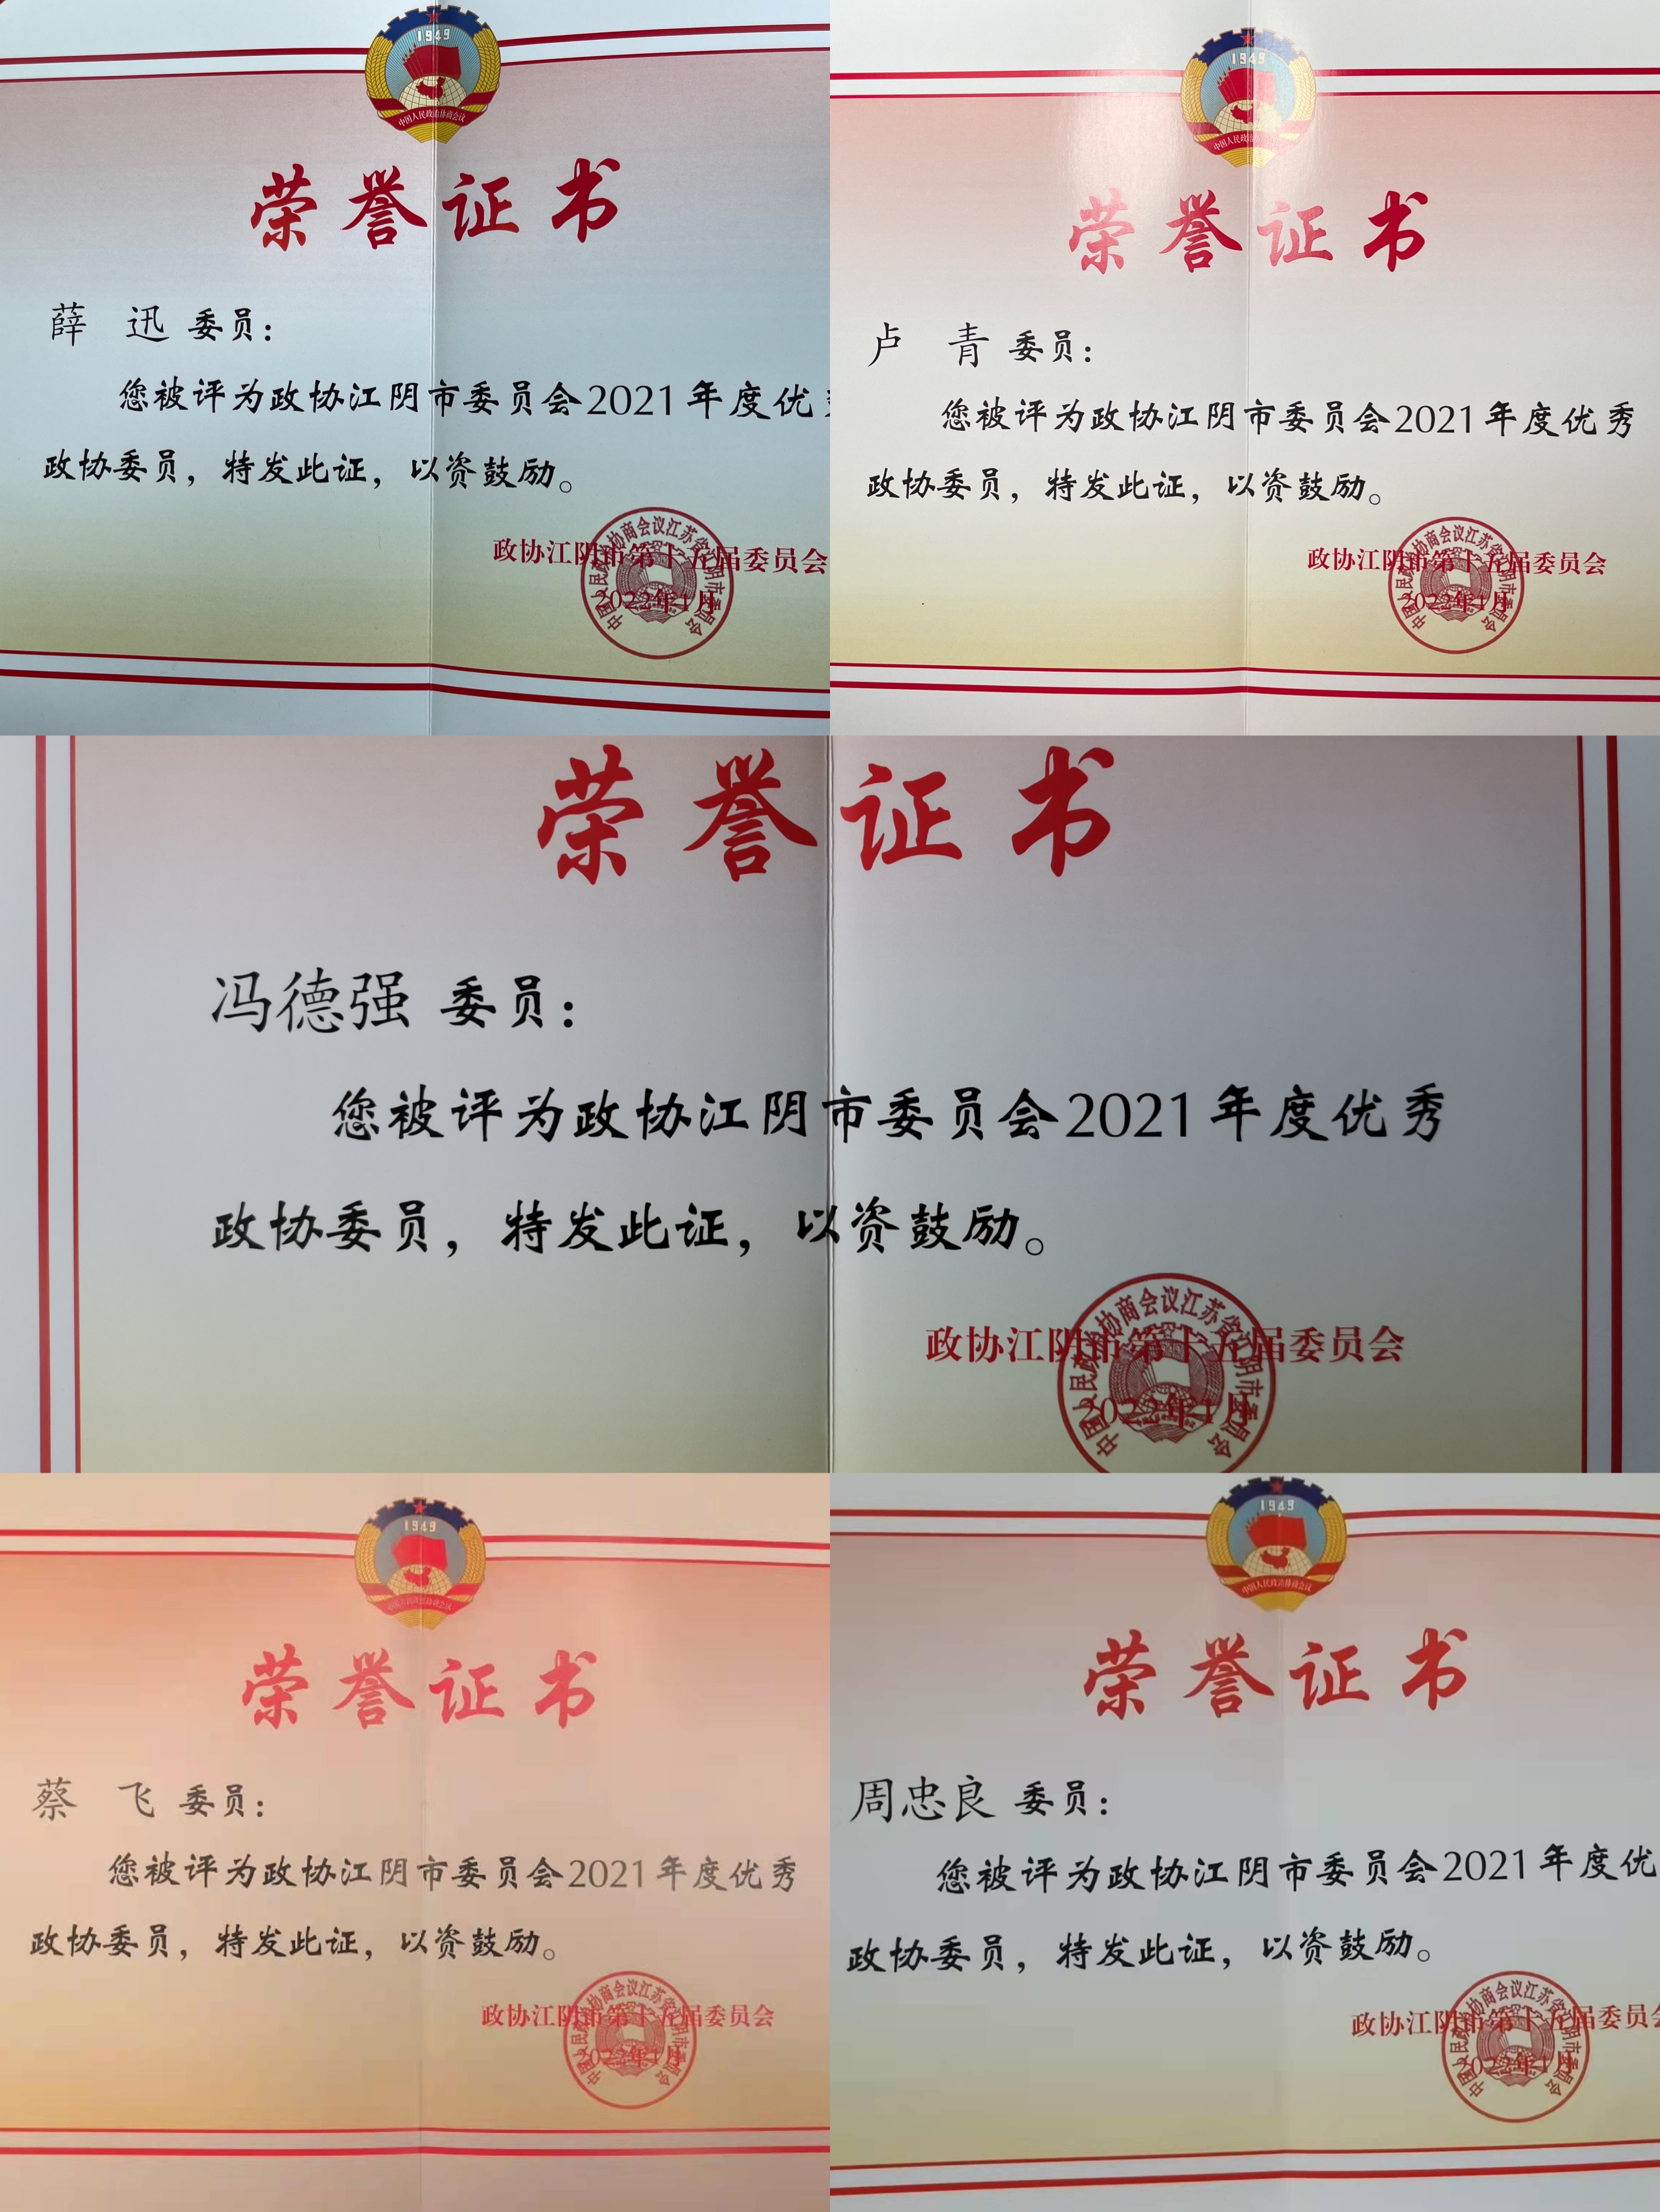 1949
中国人民政治协商会议
荣誉证书
薛 迅 委员：
您被评为政协江阴市委员会2021年度优
政协委员，特发此证，以资鼓励。
政协江阴市第十五届委员会
2022年1月
1949
中国人民政
荣誉证书
卢 青 委员：
您被评为政协江阴市委员会2021年度优秀
政协委员，特发此证，以资鼓励。
政协江阴市第十五届委员会
2022年1月
荣誉证书
冯德强 委员：
您被评为政协江阴市委员会2021年度优秀
政协委员，特发此证，以资鼓励。
政协江阴市第十五届委员会
2022年1月
1949
中国人民政治协商会议
荣誉证书
蔡 飞 委员：
您被评为政协江阴市委员会2021年度优秀
政协委员，特发此证，以资鼓励。
政协江阴市第十五届委员会
2022年1月
1949
中国人民政治协商会议
荣誉证书
周忠良 委员：
您被评为政协江阴市委员会2021年度优
政协委员，特发此证，以资鼓励。
政协江阴市第十五届委员会
2022年1月